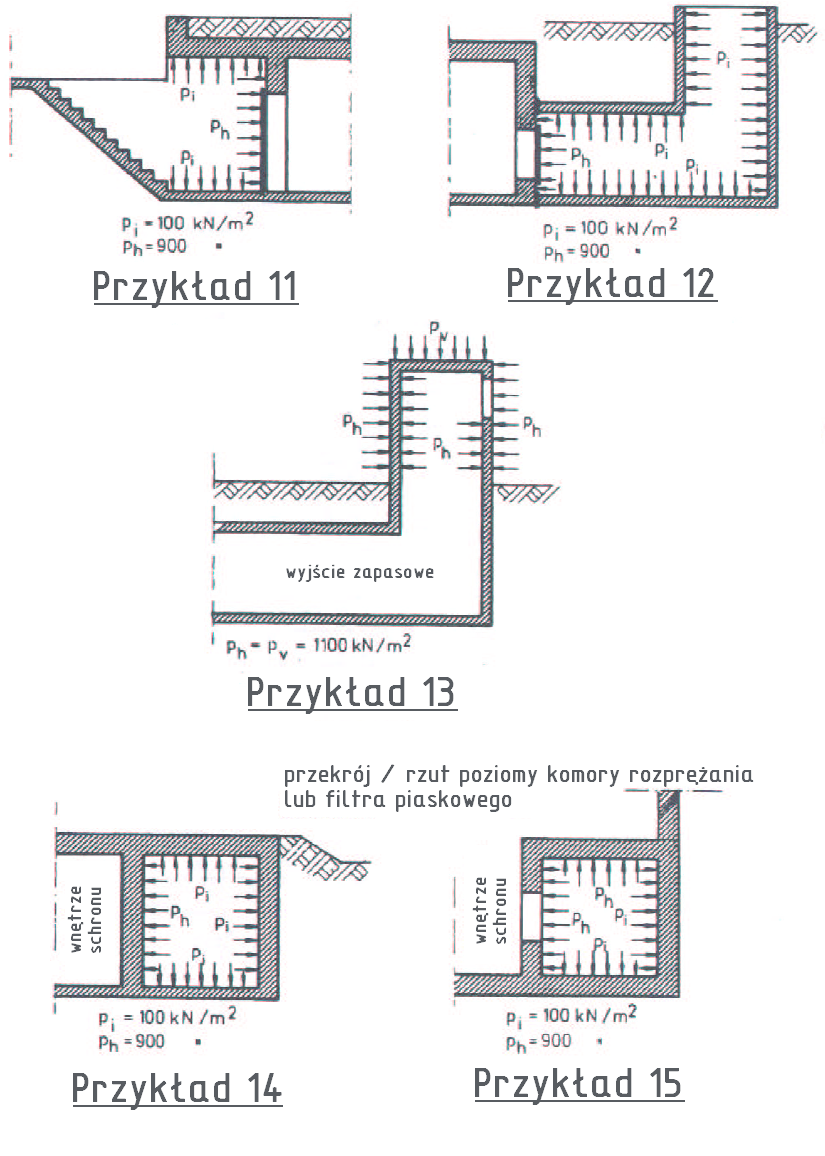 Pi
Ph
Pi
Pi = 100 kN/m²
Ph = 900 "
Przykład 11
Pi
Ph
Pi
Pi
Pi = 100 kN/m²
Ph = 900 "
Przykład 12
Pv
Ph
Ph
Ph
wyjście zapasowe
Ph = Pv = 1100 kN/m²
Przykład 13
przekrój / rzut poziomy komory rozprężania
lub filtra piaskowego
wnętrze
schronu
Pi
Ph
Pi
Pi
Pi = 100 kN/m²
Ph = 900 "
Przykład 14
wnętrze
schronu
Ph
Ph
Pi
Pi
Pi = 100 kN/m²
Ph = 900 "
Przykład 15